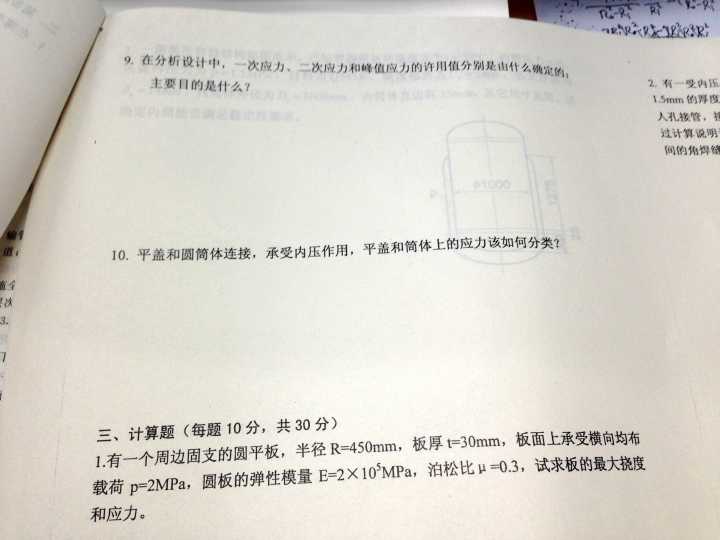 9. 在分析设计中，一次应力、二次应力和峰值应力的许用值分别是由什么确定的，
主要目的是什么？
10. 平盖和圆筒体连接，承受内压作用，平盖和筒体上的应力该如何分类？
三、计算题（每题 10 分，共 30 分）
1.有一个周边固支的圆平板，半径 R=450mm，板厚 t=30mm，板面上承受横向均布
载荷 p=2MPa，圆板的弹性模量 E=2×10⁵MPa，泊松比 μ=0.3，试求板的最大挠度
和应力。
2. 有一受内压
1.5mm 的厚度
人孔接管，
过计算说明
间的角焊缝